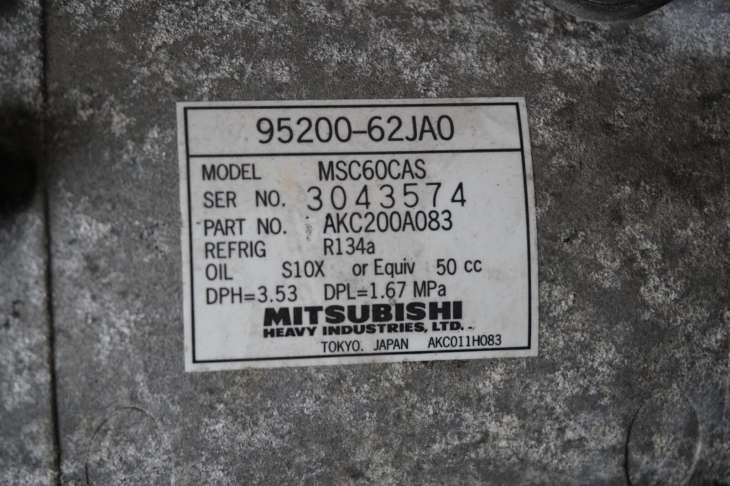 95200-62JA0
MODEL MSC60CAS
SER NO. 3043574
PART NO. AKC200A083
REFRIG R134a
OIL S10X or Equiv 50 cc
DPH=3.53 DPL=1.67 MPa
MITSUBISHI
HEAVY INDUSTRIES, LTD.
TOKYO. JAPAN AKC011H083